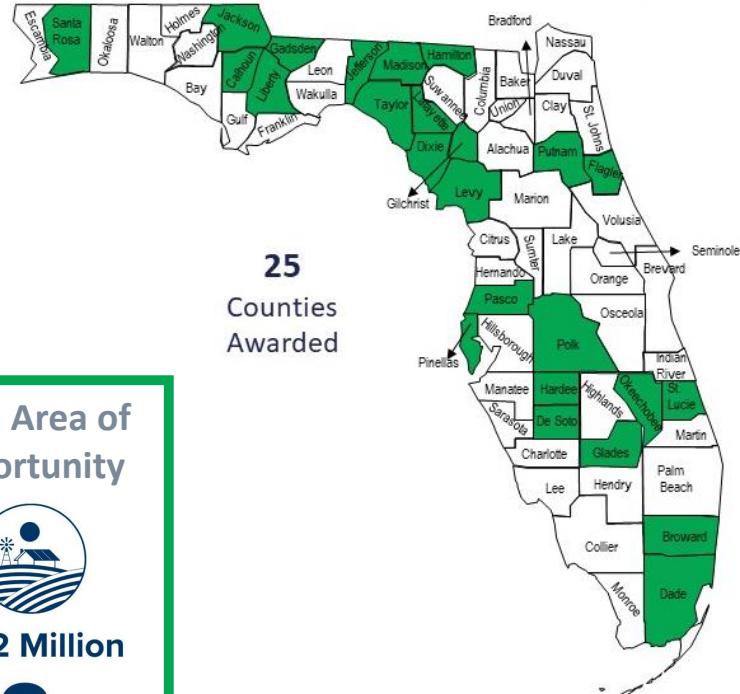 Bradford
Escambia
Santa
Rosa
Okaloosa
Walton
Holmes
Washington
Jackson
Bay
Calhoun
Gulf
Liberty
Gadsden
Franklin
Leon
Wakulla
Jefferson
Madison
Taylor
Hamilton
Suwannee
Lafayette
Dixie
Columbia
Baker
Union
Nassau
Duval
Clay
St. Johns
Alachua
Putnam
Flagler
Gilchrist
Levy
Marion
Volusia
Citrus
Sumter
Lake
Seminole
Hernando
Orange
Brevard
Pasco
Osceola
Hillsborough
Polk
Pinellas
Indian
River
Manatee
Hardee
Highlands
Okeechobee
St.
Lucie
Sarasota
De Soto
Martin
Charlotte
Glades
Lee
Hendry
Palm
Beach
Collier
Broward
Monroe
Dade
25
Counties
Awarded
Area of
ortunity
2 Million